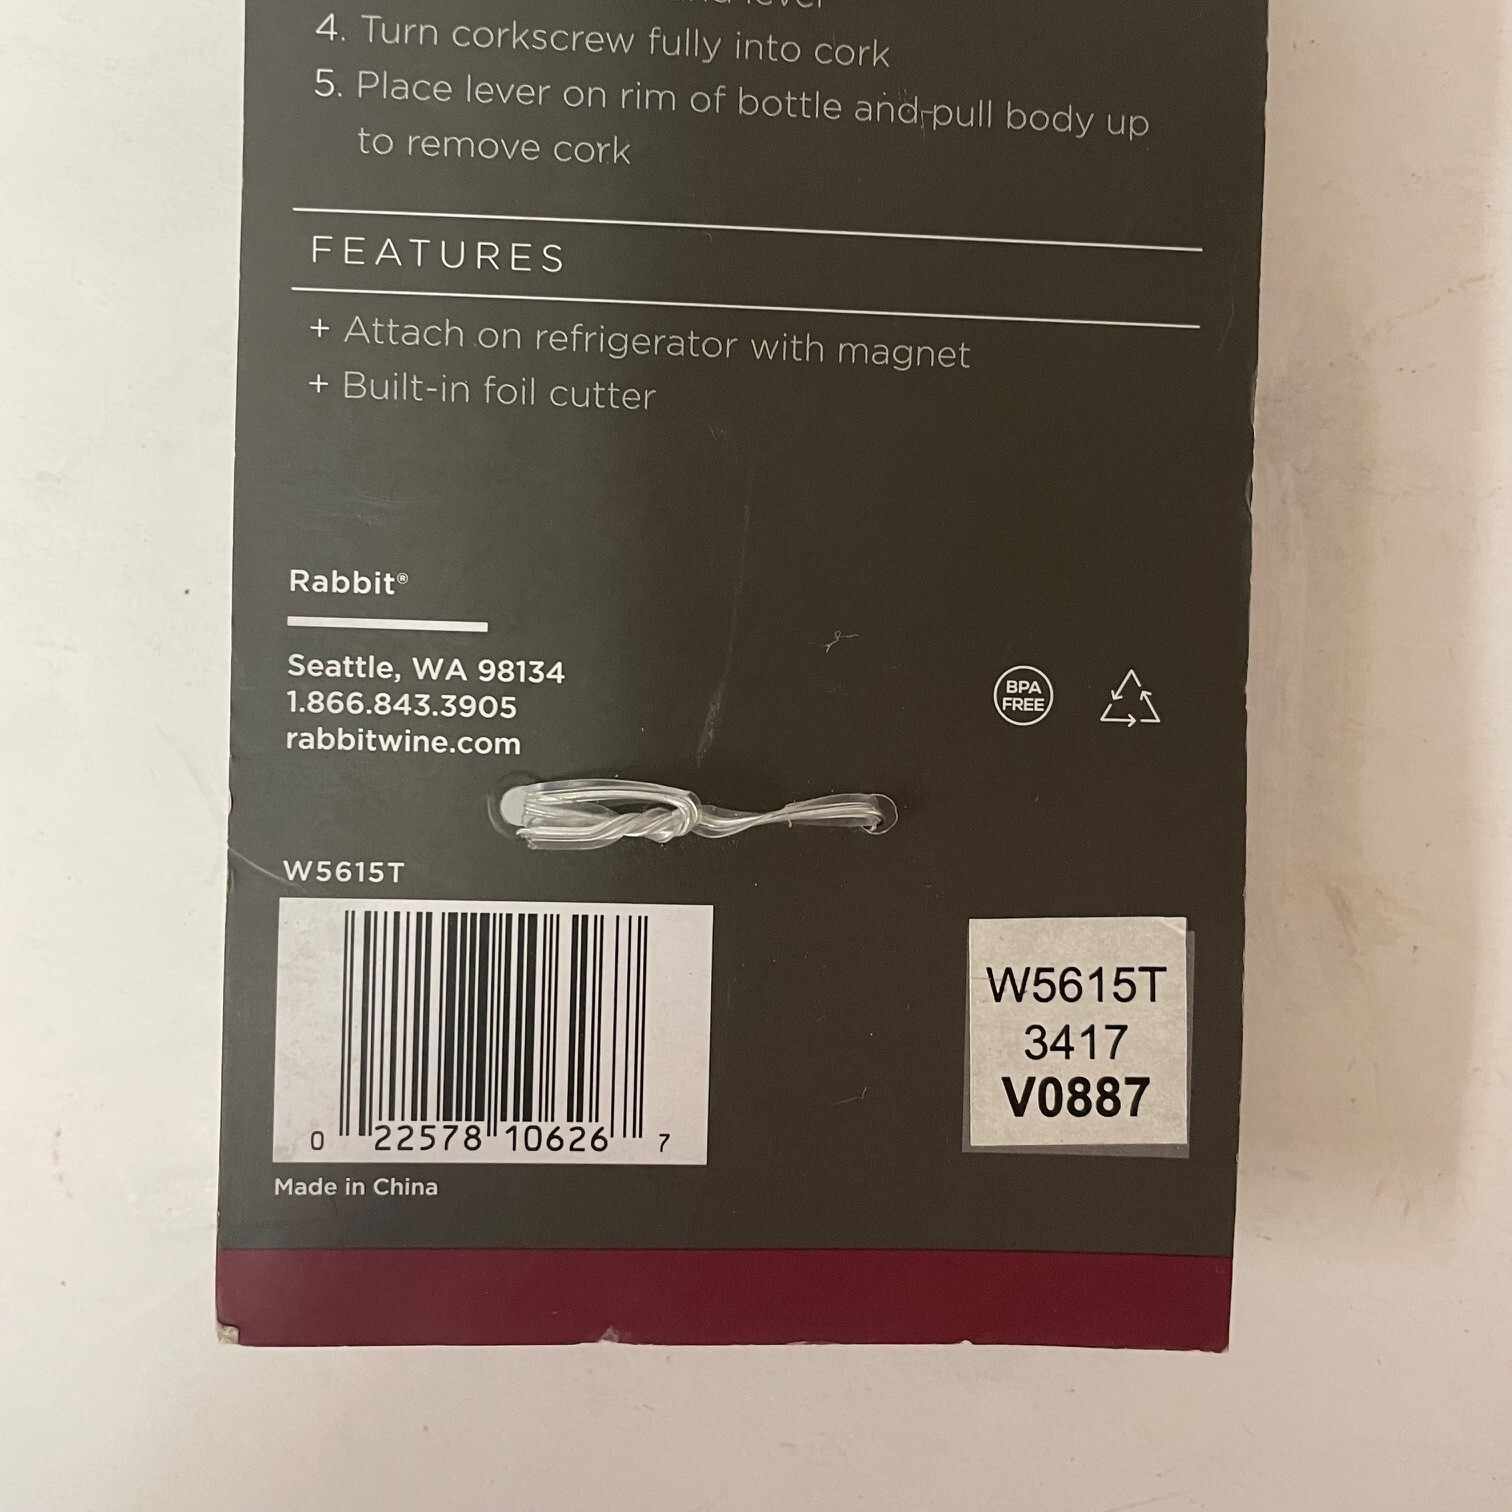 4. Turn corkscrew fully into cork
5. Place lever on rim of bottle and pull body up
to remove cork
FEATURES
+ Attach on refrigerator with magnet
+ Built-in foil cutter
Rabbit®
Seattle, WA 98134
1.866.843.3905
rabbitwine.com
BPA
FREE
W5615T
0 22578 10626 7
Made in China
W5615T
3417
V0887